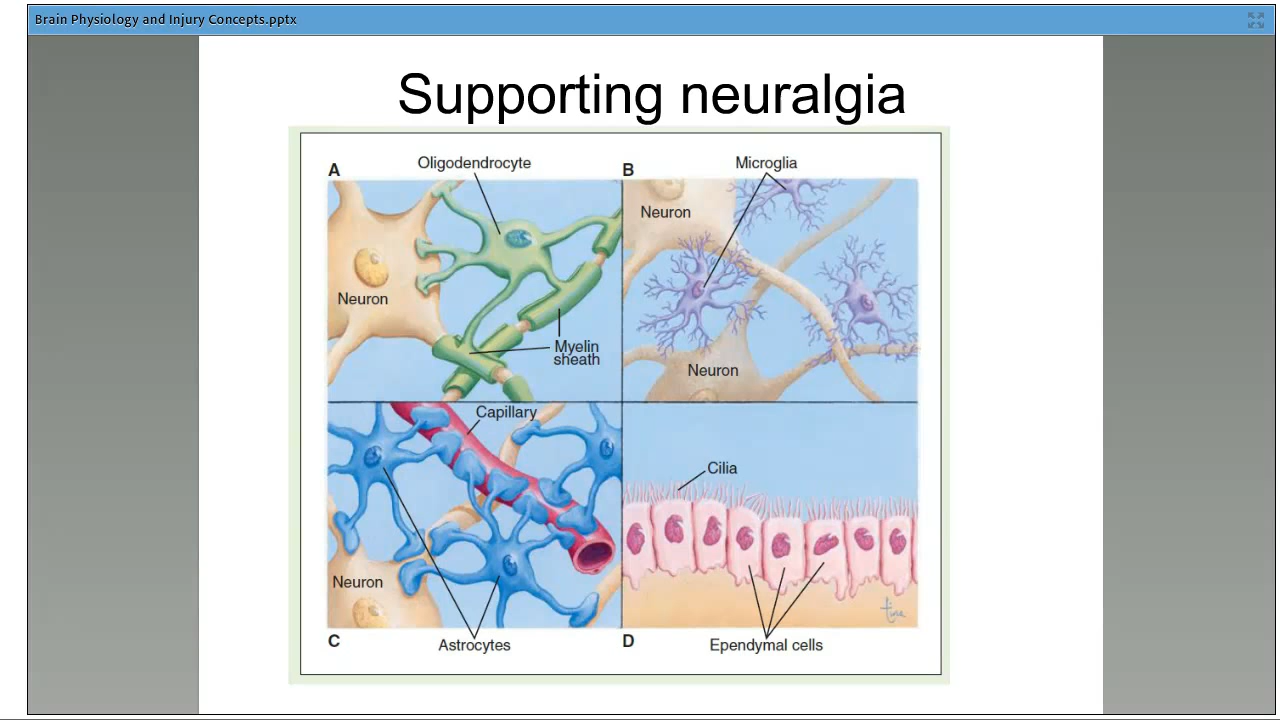 Brain Physiology and Injury Concepts.pptx
Supporting neuralgia
A
Oligodendrocyte
Neuron
Myelin
sheath
B
Microglia
Neuron
Neuron
Capillary
Neuron
C
Astrocytes
Cilia
tina
D
Ependymal cells